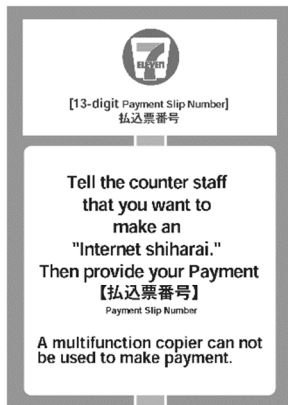 7
ELEVEN
[13-digit Payment Slip Number]
払込票番号
Tell the counter staff
that you want to
make an
"Internet shiharai."
Then provide your Payment
【払込票番号】
Payment Slip Number
A multifunction copier can not
be used to make payment.